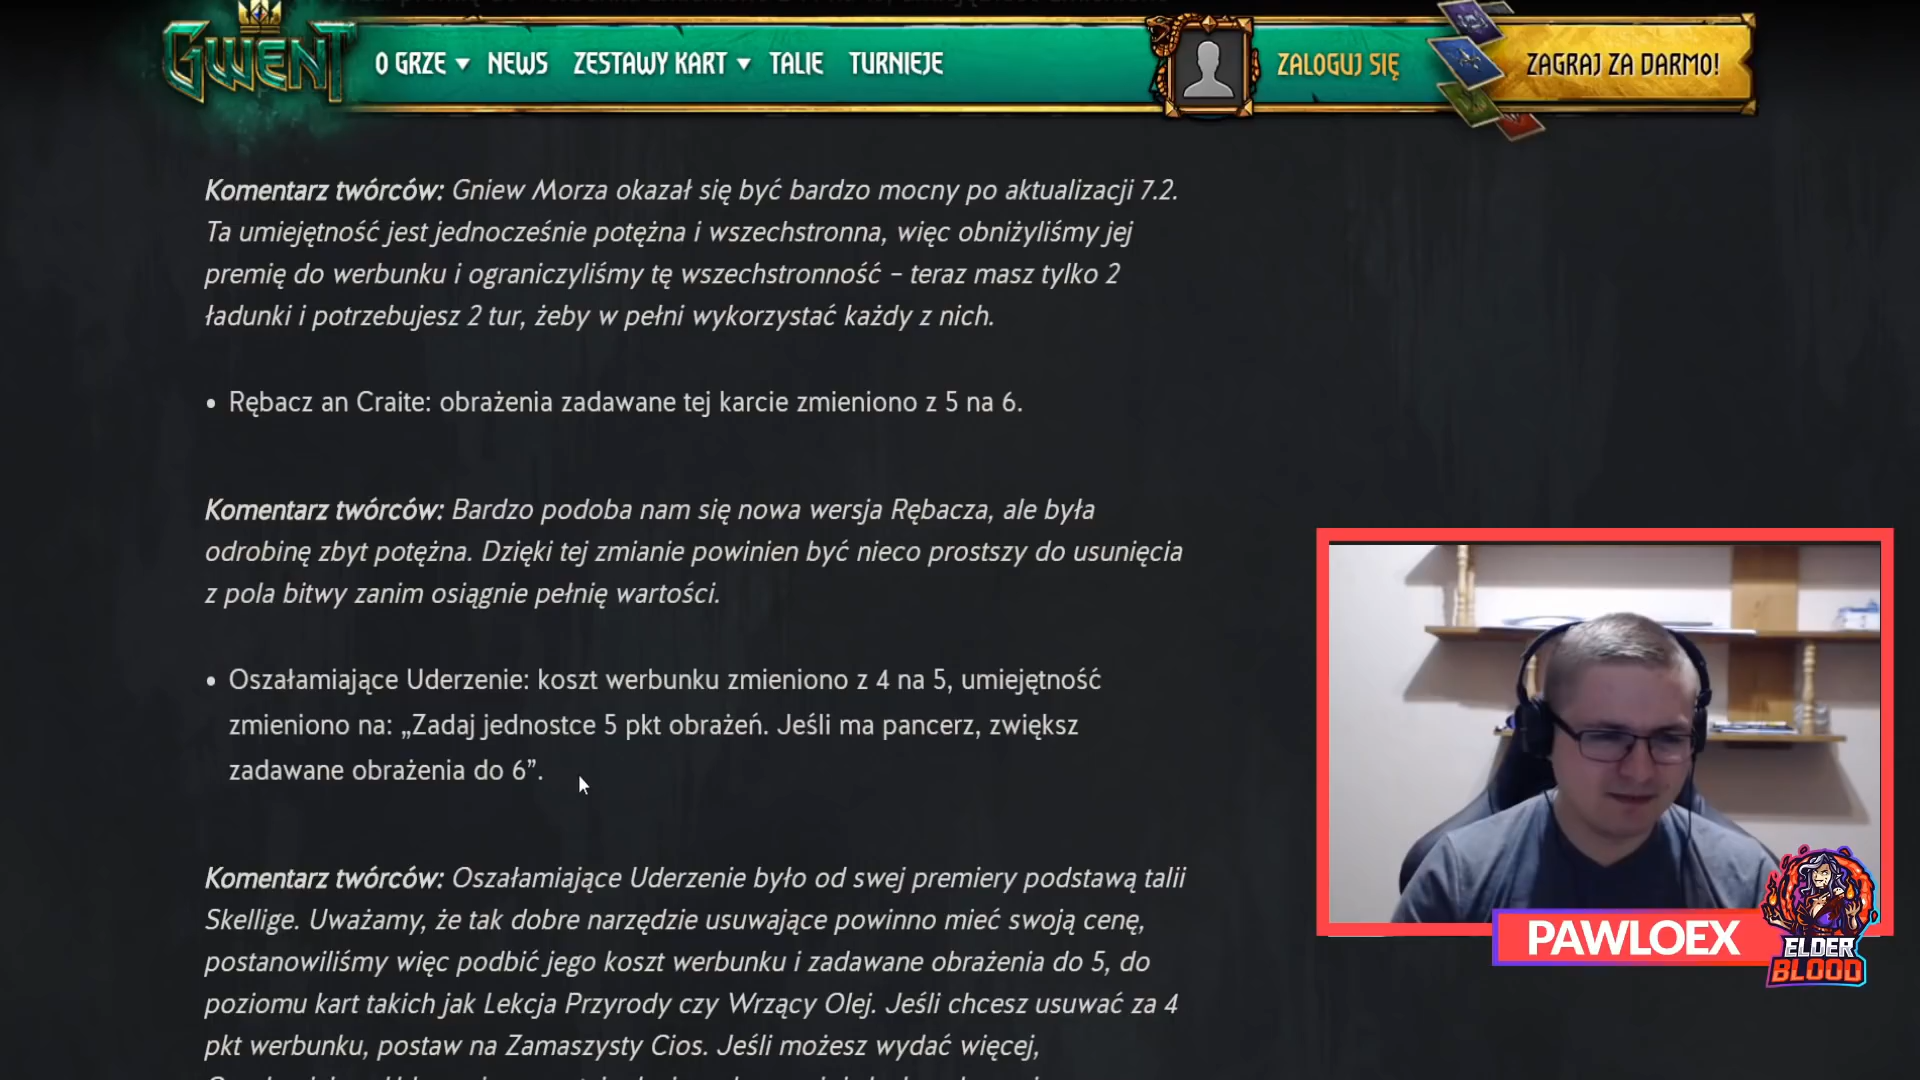 GWENT
O GRZE NEWS ZESTAWY KART TALIE TURNIEJE ZALOGUJ SIĘ ZAGRAJ ZA DARMO!
Komentarz twórców: Gniew Morza okazał się być bardzo mocny po aktualizacji 7.2.
Ta umiejętność jest jednocześnie potężna i wszechstronna, więc obniżyliśmy jej
premię do werbunku i ograniczyliśmy tę wszechstronność – teraz masz tylko 2
ładunki i potrzebujesz 2 tur, żeby w pełni wykorzystać każdy z nich.
• Rębacz an Craite: obrażenia zadawane tej karcie zmieniono z 5 na 6.
Komentarz twórców: Bardzo podoba nam się nowa wersja Rębacza, ale była
odrobinę zbyt potężna. Dzięki tej zmianie powinien być nieco prostszy do usunięcia
z pola bitwy zanim osiągnie pełnię wartości.
• Oszałamiające Uderzenie: koszt werbunku zmieniono z 4 na 5, umiejętność
zmieniono na: „Zadaj jednostce 5 pkt obrażeń. Jeśli ma pancerz, zwiększ
zadawane obrażenia do 6”.
Komentarz twórców: Oszałamiające Uderzenie było od swej premiery podstawą talii
Skellige. Uważamy, że tak dobre narzędzie usuwające powinno mieć swoją cenę,
postanowiliśmy więc podbić jego koszt werbunku i zadawane obrażenia do 5, do
poziomu kart takich jak Lekcja Przyrody czy Wrzący Olej. Jeśli chcesz usuwać za 4
pkt werbunku, postaw na Zamaszysty Cios. Jeśli możesz wydać więcej,
PAWLOEX
ELDER
BLOOD